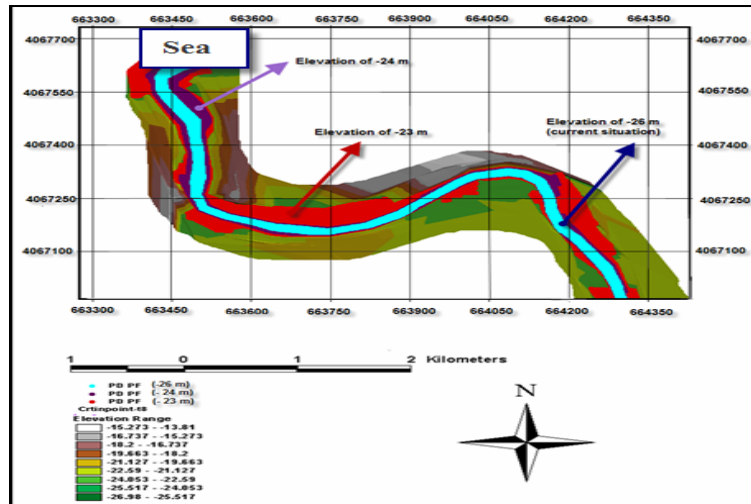 663300 663450 663600 663750 663900 664050 664200 664350
4067700
4067550
4067400
4067250
4067100
4067700
4067550
4067400
4067250
4067100
Sea
Elevation of -24 m
Elevation of -23 m
Elevation of -26 m
(current situation)
663300 663450 663600 663750 663900 664050 664200 664350
1 0 1 2 Kilometers
PD PF (-26 m)
PD PF (-24 m)
PD PF (-23 m)
Crtinpoint-t8
Elevation Range
-15.273 - -13.81
-16.737 - -15.273
-18.2 - -16.737
-19.663 - -18.2
-21.127 - -19.663
-22.59 - -21.127
-24.053 - -22.59
-25.517 - -24.053
-26.98 - -25.517
N